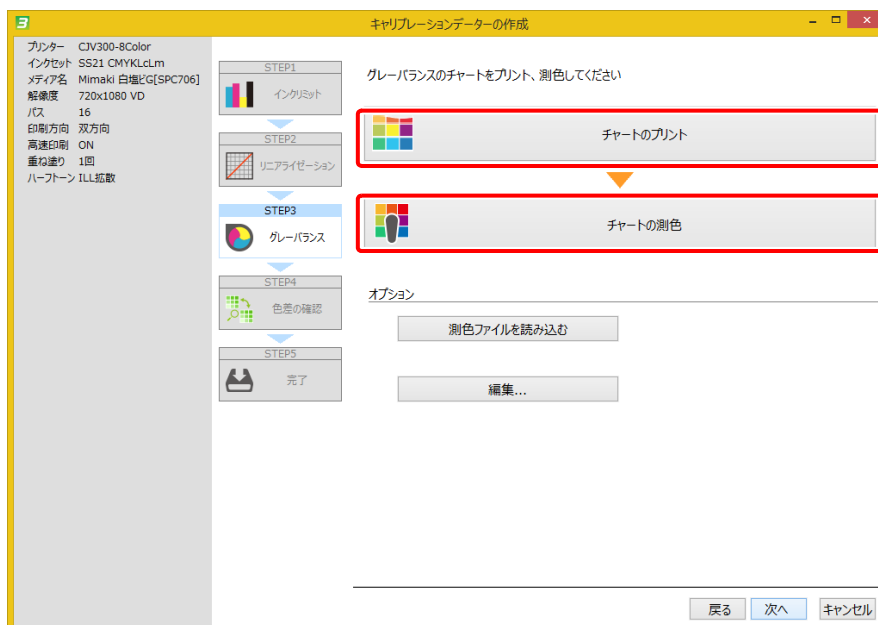 3
キャリブレーションデーターの作成
プリンター CJV300-8Color
インクセット SS21 CMYKLcLm
メディア名 Mimaki 白塩ビG[SPC706]
解像度 720x1080 VD
パス 16
印刷方向 双方向
高速印刷 ON
重ね塗り 1回
ハーフトーン ILL拡散
STEP1
インクリミット
STEP2
リニアライゼーション
STEP3
グレーバランス
STEP4
色差の確認
STEP5
完了
グレーバランスのチャートをプリント、測色してください
チャートのプリント
チャートの測色
オプション
測色ファイルを読み込む
編集...
戻る 次へ キャンセル